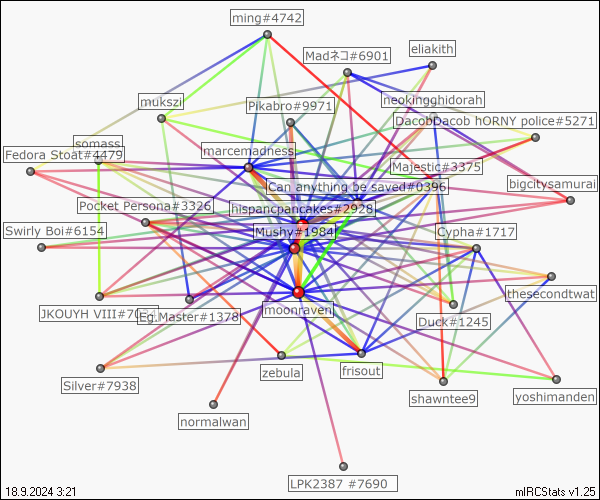 ming#4742
Madネコ#6901
eliakith
neokingghidorah
mukszi
Pikabro#9971
DacobDacob hORNY police#5271
somass
Fedora Stoat#4479
marcemadness
Majestic#3375
Can anything be saved#0396
bigcitysamurai
Pocket Persona#3326
hispancpancakes#2928
Swirly Boi#6154
Mushy#1984
Cypha#1717
thesecondtwat
JKOUYH VIII#
Eg.Master#1378
moonraven
Duck#1245
zebula
frisout
Silver#7938
shawntee9
yoshimanden
normalwan
LPK2387 #7690
18.9.2024 3:21
mIRCStats v1.25